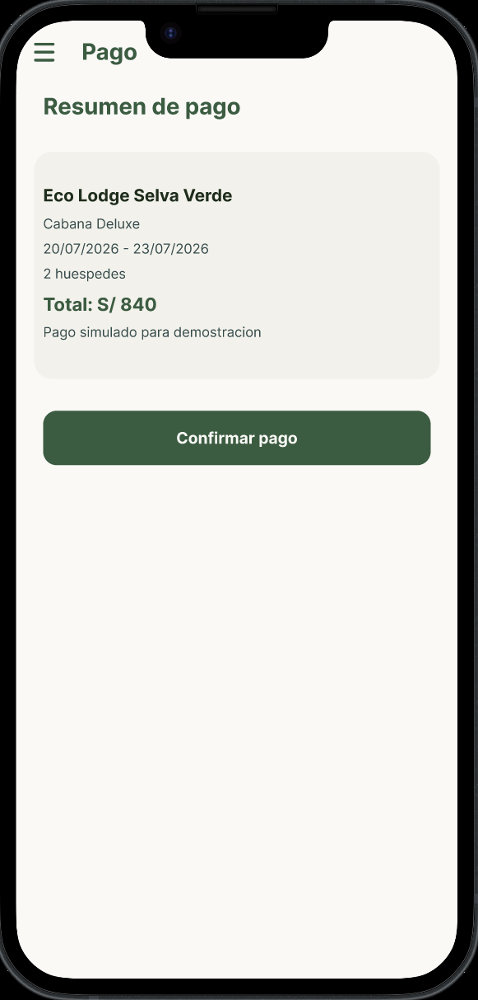 Pago
Resumen de pago
Eco Lodge Selva Verde
Cabana Deluxe
20/07/2026 - 23/07/2026
2 huespedes
Total: S/ 840
Pago simulado para demostracion
Confirmar pago